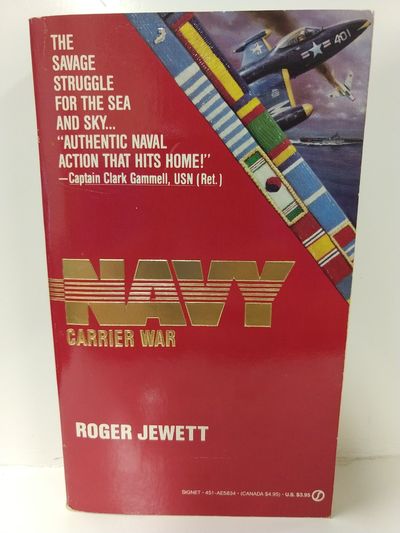 THE
SAVAGE
STRUGGLE
FOR THE SEA
AND SKY...
"AUTHENTIC NAVAL
ACTION THAT HITS HOME!"
—Captain Clark Gammell, USN (Ret.)
401
NAVY
CARRIER WAR
ROGER JEWETT
SIGNET • 451-AE5834 • (CANADA $4.95) • U.S. $3.95